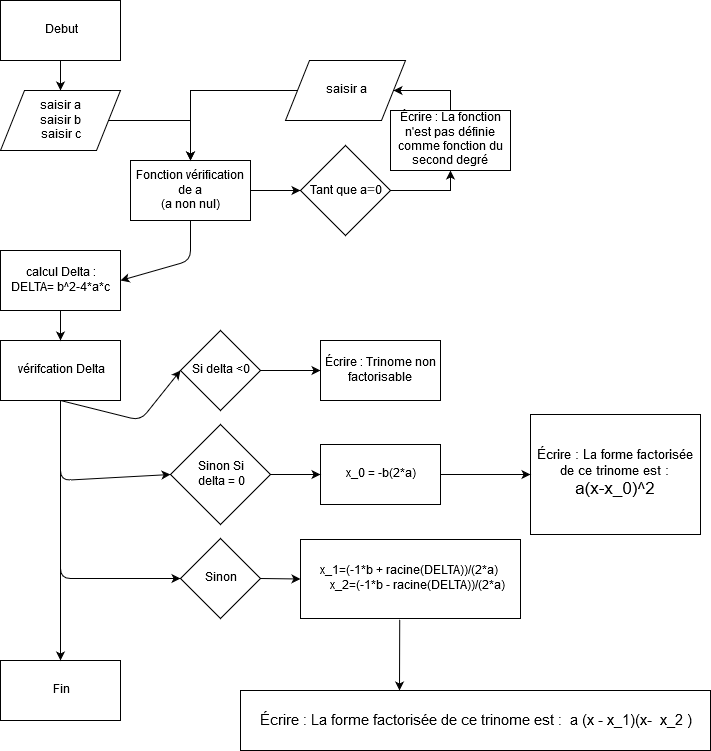 Debut
saisir a
saisir b
saisir c
saisir a
Écrire : La fonction
n'est pas définie
comme fonction du
second degré
Fonction vérification
de a
(a non nul)
Tant que a=0
calcul Delta :
DELTA= b^2-4*a*c
vérifcation Delta
Si delta <0
Écrire : Trinome non
factorisable
Sinon Si
delta = 0
x_0 = -b(2*a)
Écrire : La forme factorisée
de ce trinome est :
a(x-x_0)^2
Sinon
x_1=(-1*b + racine(DELTA))/(2*a)
x_2=(-1*b - racine(DELTA))/(2*a)
Fin
Écrire : La forme factorisée de ce trinome est : a (x - x_1)(x- x_2 )